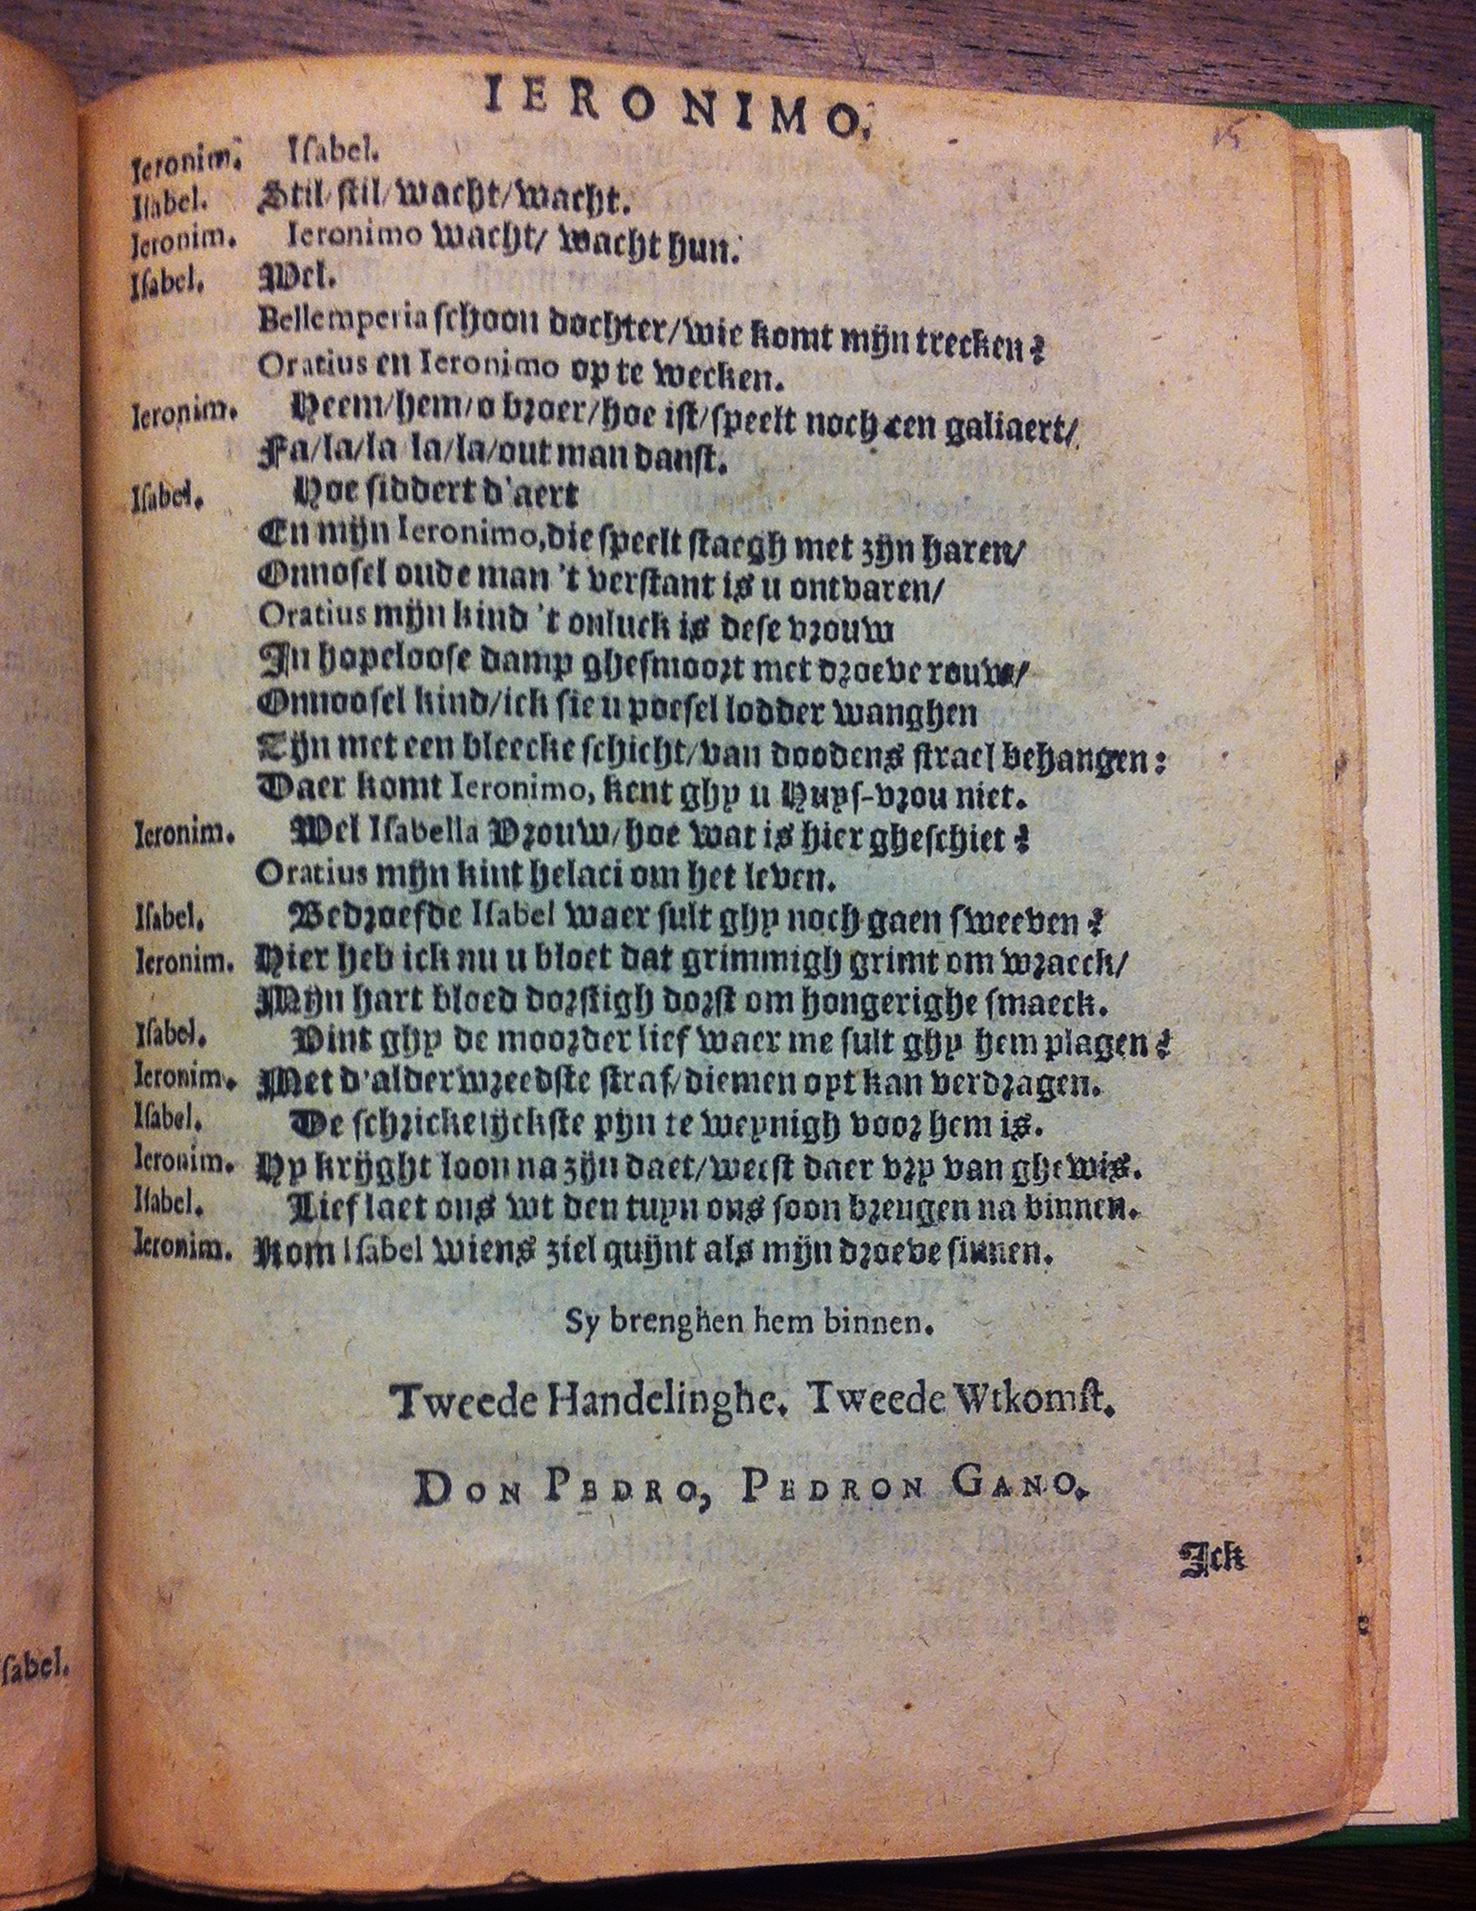 IERONIMO.
15
Ieronim. Iſabel.
Iſabel. Stil/ſtil/wacht/wacht.
Ieronim. Ieronimo wacht/ wacht hun.
Iſabel. Wel.
Bellemperia ſchoon dochter/wie komt mijn trecken?
Oratius en Ieronimo op te wecken.
Ieronim. Heem/hem/o broer/hoe iſt/ſpeelt noch een galiaert/
Fa/la/la la/la/out man danſt.
Iſabel. Hoe ſiddert d'aert
En mijn Ieronimo, die ſpeelt ſtaegh met zijn haren/
Onnoſel oude man 't verſtant is u ontvaren/
Oratius mijn kind 't onluck is deſe vrouw
In hopelooſe damp gheſmoort met droeve rouw/
Onnooſel kind/ick ſie u poeſel lodder wanghen
Zijn met een bleecke ſchicht/van doodens ſtrael behangen:
Daer komt Ieronimo, kent ghy u Huyſ-vrou niet.
Ieronim. Wel Iſabella Vrouw/hoe wat is hier gheſchiet?
Oratius mijn kint helaci om het leven.
Iſabel. Bedroefde Iſabel waer ſult ghy noch gaen ſweeven?
Ieronim. Hier heb ick nu u bloet dat grimmigh grimt om wraeck/
Mijn hart bloed dorſtigh dorſt om hongerighe ſmaeck.
Iſabel. Vint ghy de moorder lief waer me ſult ghy hem plagen?
Ieronim. Met d'alderwreedſte ſtraf/diemen opt kan verdragen.
Iſabel. De ſchrickelijckſte pijn te weynigh voor hem is.
Ieronim. Hy krijght loon na zijn daet/weeſt daer vry van ghewis.
Iſabel. Lief laet ons wt den tuyn ons ſoon brengen na binnen.
Ieronim. Kom Iſabel wiens ziel quijnt als mijn droeve ſinnen.
Sy brenghen hem binnen.
Tweede Handelinghe. Tweede Wtkomſt.
DON PEDRO, PEDRON GANO.
Ick
ſabel.